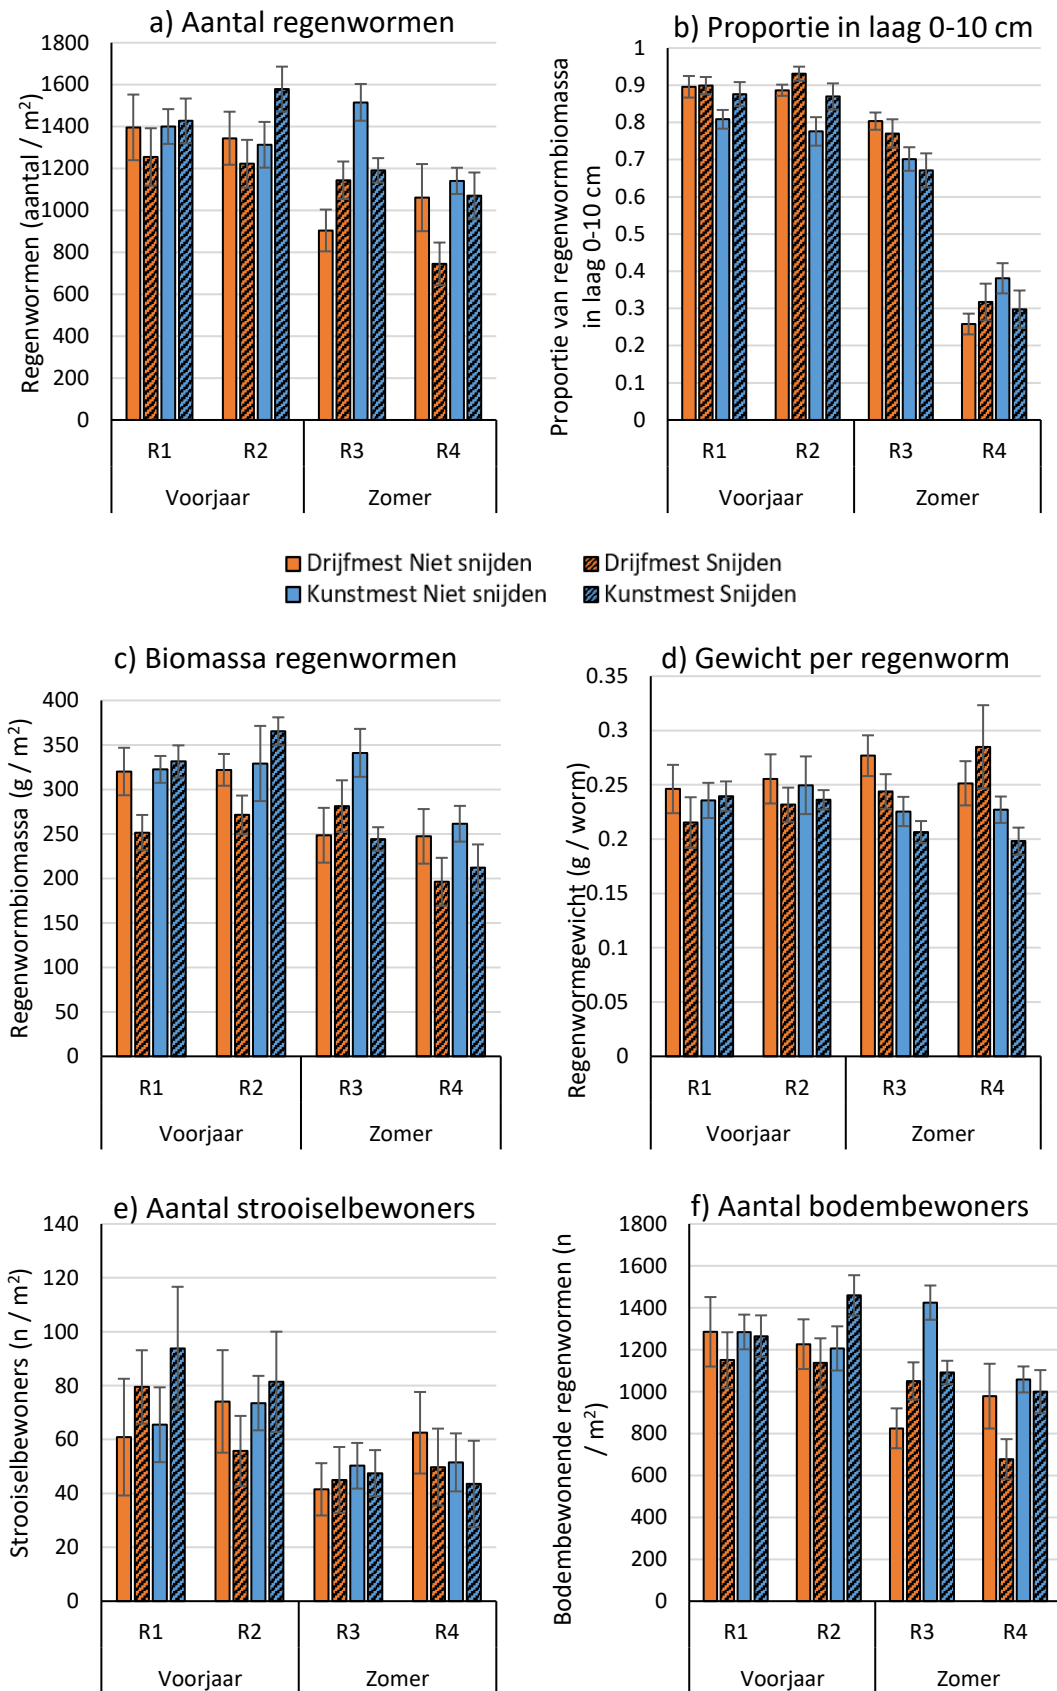 a) Aantal regenwormen
Regenwormen (aantal / m²)
1800
1600
1400
1200
1000
800
600
400
200
0
R1 R2 R3 R4
Voorjaar Zomer
b) Proportie in laag 0-10 cm
Proportie van regenwormbiomassa
in laag 0-10 cm
1
0.9
0.8
0.7
0.6
0.5
0.4
0.3
0.2
0.1
0
R1 R2 R3 R4
Voorjaar Zomer
Drijfmest Niet snijden Drijfmest Snijden
Kunstmest Niet snijden Kunstmest Snijden
c) Biomassa regenwormen
Regenwormbiomassa (g / m²)
400
350
300
250
200
150
100
50
0
R1 R2 R3 R4
Voorjaar Zomer
d) Gewicht per regenworm
Regenwormgewicht (g / worm)
0.35
0.3
0.25
0.2
0.15
0.1
0.05
0
R1 R2 R3 R4
Voorjaar Zomer
e) Aantal strooiselbewoners
Strooiselbewoners (n / m²)
140
120
100
80
60
40
20
0
R1 R2 R3 R4
Voorjaar Zomer
f) Aantal bodembewoners
Bodembewonende regenwormen (n
/ m²)
1800
1600
1400
1200
1000
800
600
400
200
0
R1 R2 R3 R4
Voorjaar Zomer